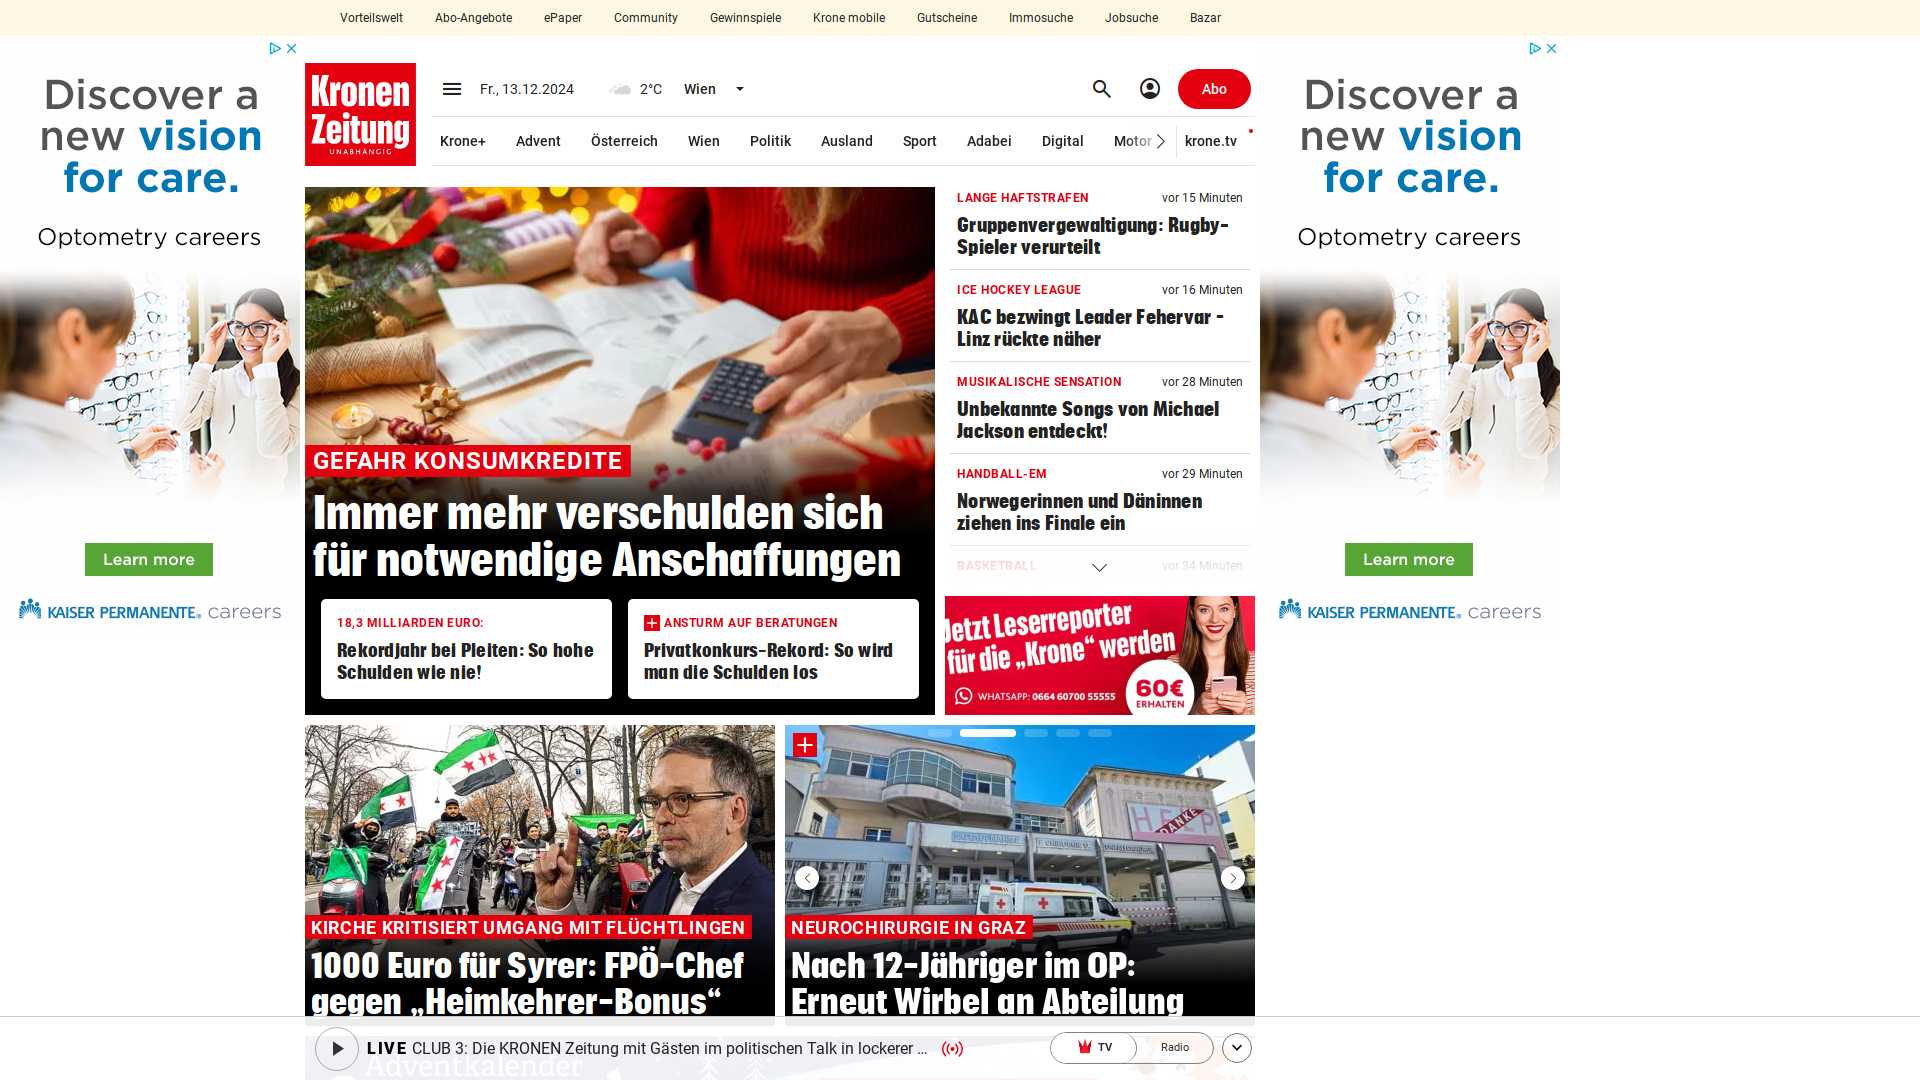 Vorteilswelt
Abo-Angebote
ePaper
Community
Gewinnspiele
Krone mobile
Gutscheine
Immosuche
Jobsuche
Bazar
Discover a
new vision
for care.
Optometry careers
Learn more
KAISER PERMANENTE® careers
Kronen
Zeitung
UNABHÄNGIG
Fr., 13.12.2024
2°C
Wien
Abo
Krone+
Advent
Österreich
Wien
Politik
Ausland
Sport
Adabei
Digital
Motor
krone.tv
GEFAHR KONSUMKREDITE
Immer mehr verschulden sich
für notwendige Anschaffungen
18,3 MILLIARDEN EURO:
Rekordjahr bei Pleiten: So hohe
Schulden wie nie!
ANSTURM AUF BERATUNGEN
Privatkonkurs-Rekord: So wird
man die Schulden los
LANGE HAFTSTRAFEN
vor 15 Minuten
Gruppenvergewaltigung: Rugby-
Spieler verurteilt
ICE HOCKEY LEAGUE
vor 16 Minuten
KAC bezwingt Leader Fehervar -
Linz rückte näher
MUSIKALISCHE SENSATION
vor 28 Minuten
Unbekannte Songs von Michael
Jackson entdeckt!
HANDBALL-EM
vor 29 Minuten
Norwegerinnen und Däninnen
ziehen ins Finale ein
BASKETBALL
vor 34 Minuten
Jetzt Leserreporter
für die „Krone“ werden
WHATSAPP: 0664 60700 55555
60€
ERHALTEN
Discover a
new vision
for care.
Optometry careers
Learn more
KAISER PERMANENTE® careers
KIRCHE KRITISIERT UMGANG MIT FLÜCHTLINGEN
1000 Euro für Syrer: FPÖ-Chef
gegen „Heimkehrer-Bonus“
HELP
DANKE
NEUROCHIRURGIE IN GRAZ
Nach 12-Jähriger im OP:
Erneut Wirbel an Abteilung
LIVE CLUB 3: Die KRONEN Zeitung mit Gästen im politischen Talk in lockerer ...
TV
Radio
Adventkalender